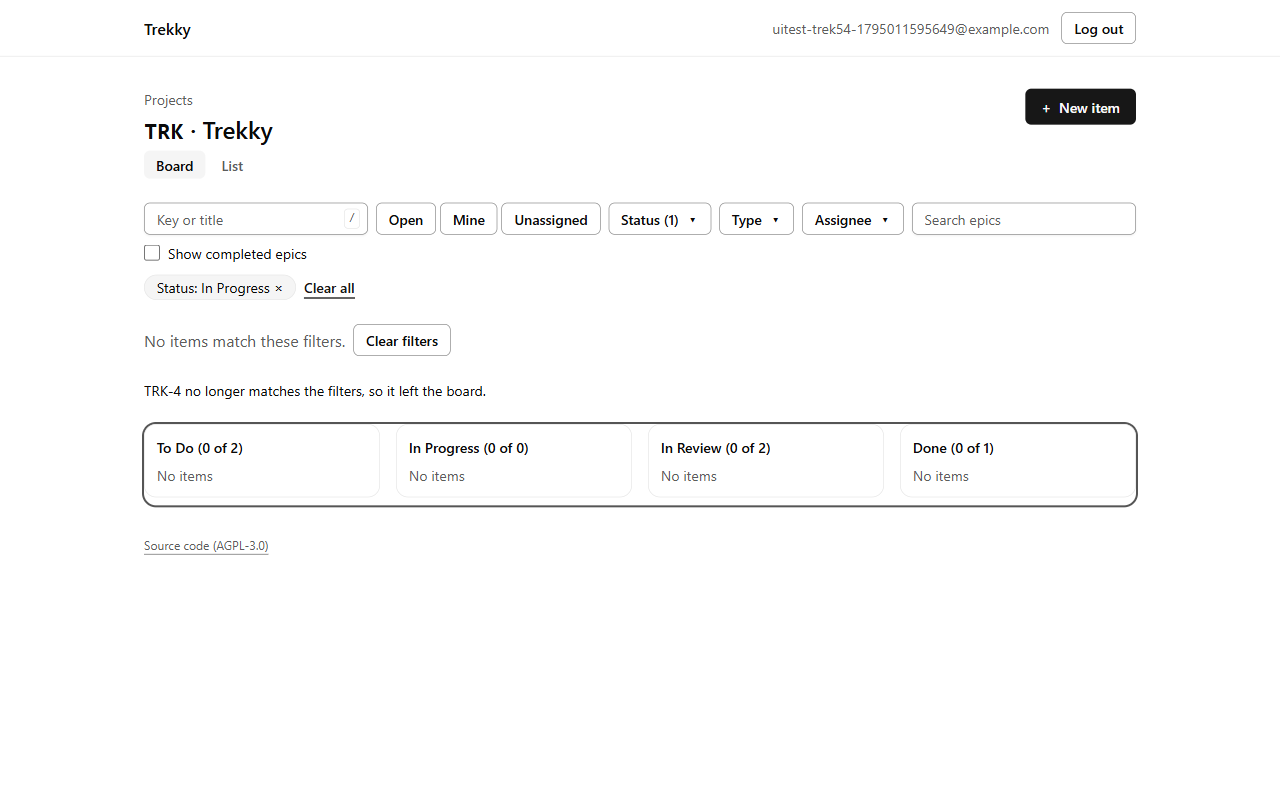 Trekky
uitest-trek54-1795011595649@example.com
Log out
Projects
+ New item
TRK · Trekky
Board
List
Key or title
/
Open
Mine
Unassigned
Status (1) ▾
Type ▾
Assignee ▾
Search epics
Show completed epics
Status: In Progress ×
Clear all
No items match these filters.
Clear filters
TRK-4 no longer matches the filters, so it left the board.
To Do (0 of 2)
No items
In Progress (0 of 0)
No items
In Review (0 of 2)
No items
Done (0 of 1)
No items
Source code (AGPL-3.0)